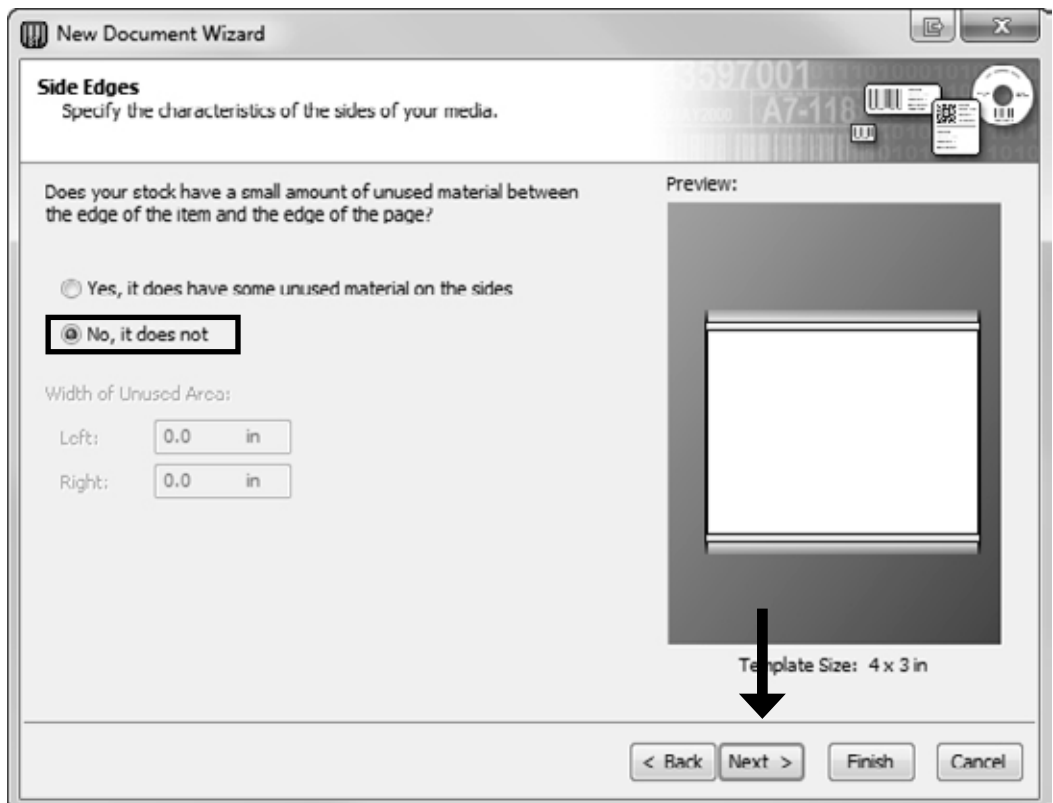 New Document Wizard
Side Edges
Specify the characteristics of the sides of your media.
3597001
A7-118
Does your stock have a small amount of unused material between
the edge of the item and the edge of the page?
Preview:
Yes, it does have some unused material on the sides
No, it does not
Width of Unused Area:
Left: 0.0 in
Right: 0.0 in
Template Size: 4 x 3 in
< Back Next > Finish Cancel